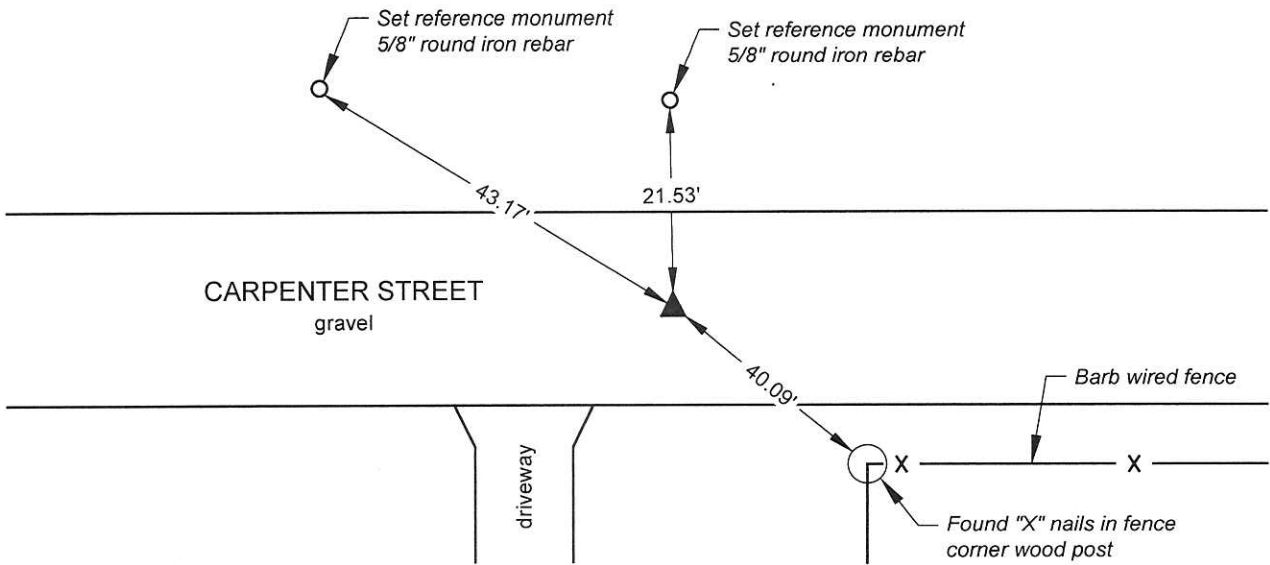 Set reference monument
5/8" round iron rebar
Set reference monument
5/8" round iron rebar
43.17'
21.53'
CARPENTER STREET
gravel
40.09'
Barb wired fence
driveway
X
X
Found "X" nails in fence
corner wood post